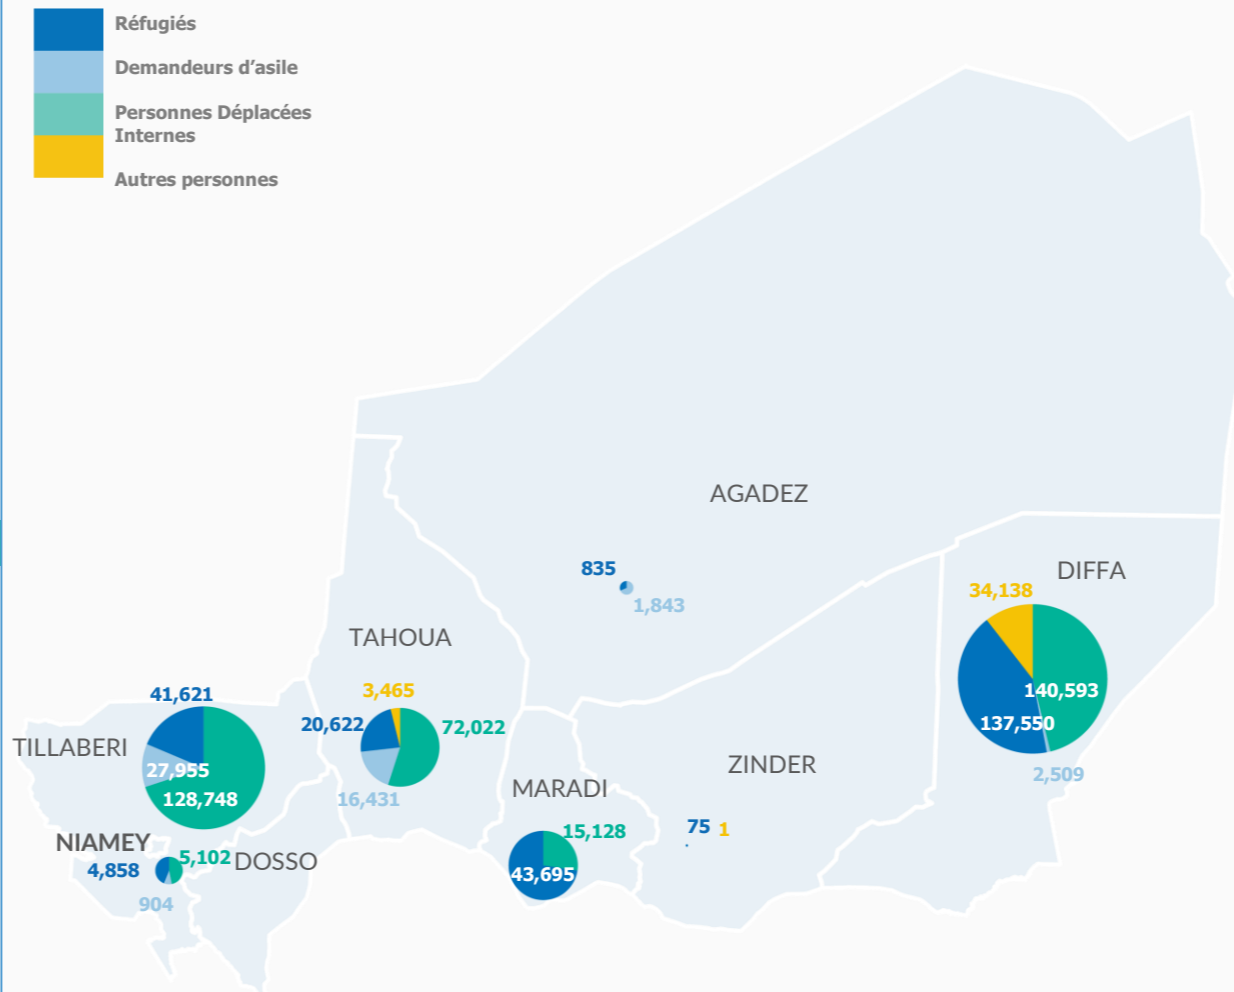 Réfugiés
Demandeurs d’asile
Personnes Déplacées
Internes
Autres personnes
AGADEZ
835
1,843
DIFFA
34,138
140,593
137,550
2,509
TAHOUA
3,465
20,622
72,022
16,431
41,621
TILLABERI
27,955
128,748
ZINDER
75 1
MARADI
15,128
43,695
NIAMEY
5,102
4,858
904
DOSSO